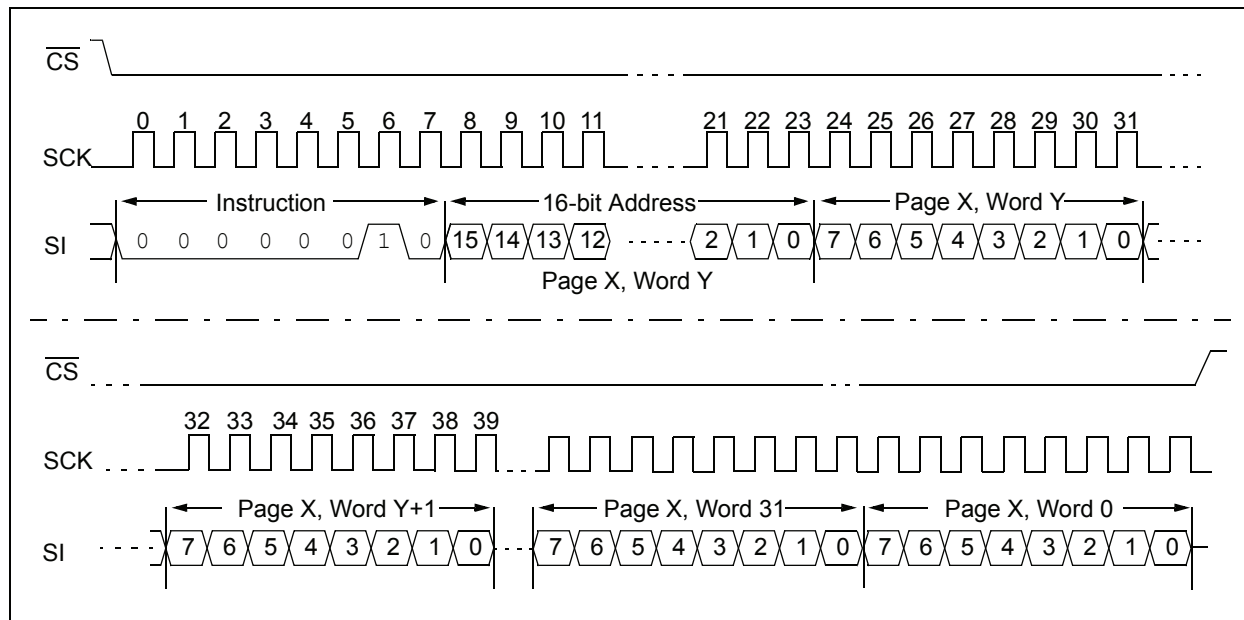 CS
0 1 2 3 4 5 6 7 8 9 10 11 21 22 23 24 25 26 27 28 29 30 31
SCK
Instruction 16-bit Address Page X, Word Y
SI 0 0 0 0 0 0 1 0 15 14 13 12 2 1 0 7 6 5 4 3 2 1 0
Page X, Word Y
CS
32 33 34 35 36 37 38 39
SCK
Page X, Word Y+1 Page X, Word 31 Page X, Word 0
SI 7 6 5 4 3 2 1 0 7 6 5 4 3 2 1 0 7 6 5 4 3 2 1 0